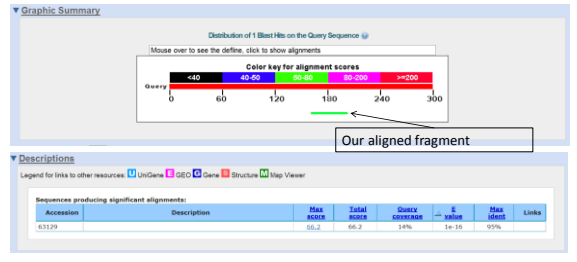 Graphic Summary
Distribution of 1 Blast Hits on the Query Sequence
Mouse over to see the defline, click to show alignments
Color key for alignment scores
<40 40-50 50-80 80-200 >=200
Query
0 60 120 180 240 300
Our aligned fragment
Descriptions
Legend for links to other resources: U UniGene E GEO G Gene S Structure M Map Viewer
Sequences producing significant alignments:
Accession Description Max score Total score Query coverage E value Max ident Links
63129 66.2 66.2 14% 1e-16 95%